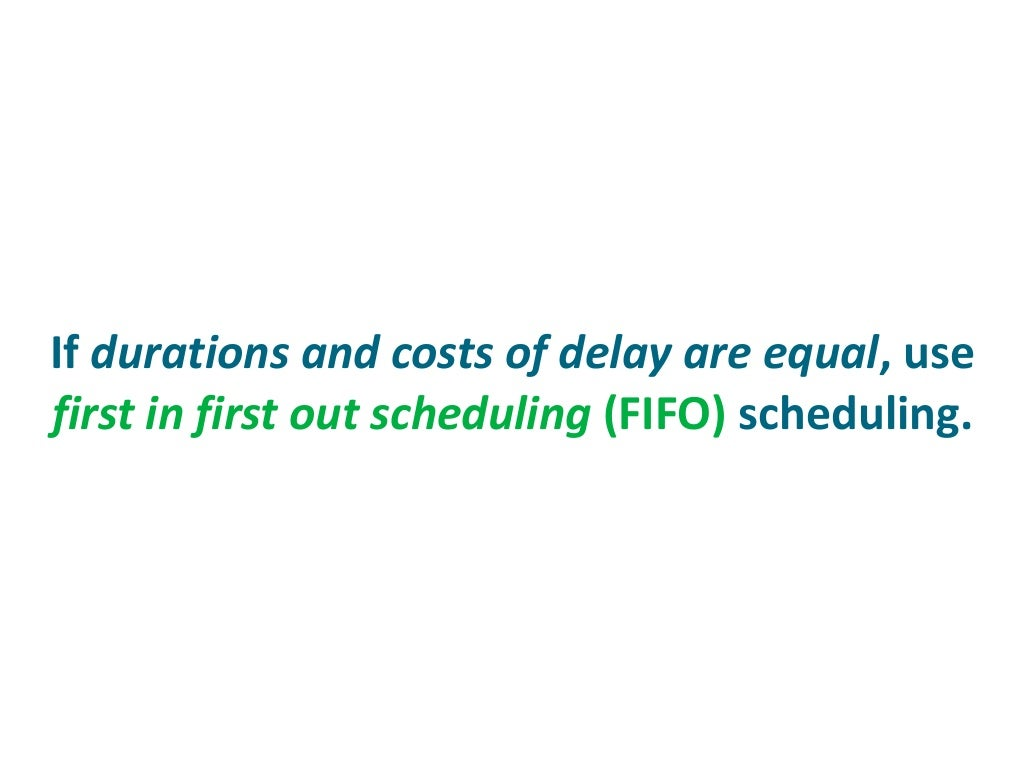 If durations and costs of delay are equal, use
first in first out scheduling (FIFO) scheduling.